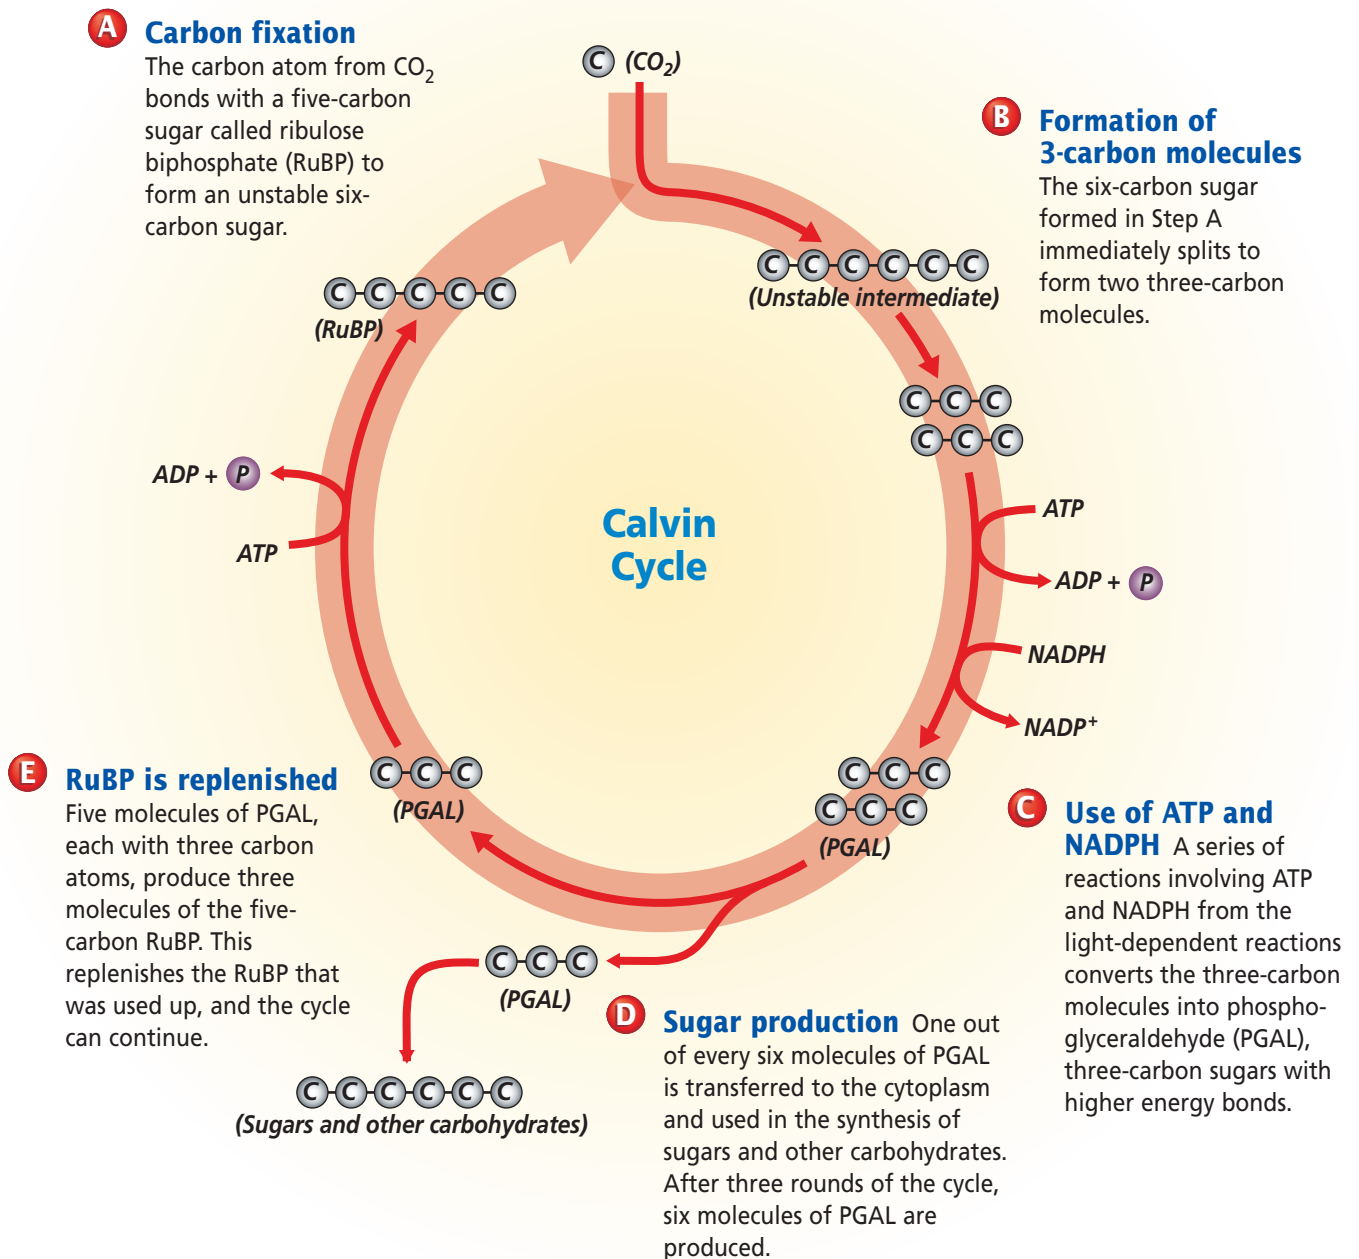 A Carbon fixation
The carbon atom from CO₂
bonds with a five-carbon
sugar called ribulose
biphosphate (RuBP) to
form an unstable six-
carbon sugar.
C (CO₂)
B Formation of
3-carbon molecules
The six-carbon sugar
formed in Step A
immediately splits to
form two three-carbon
molecules.
C-C-C-C-C-C
(Unstable intermediate)
C-C-C-C-C
(RuBP)
C-C-C
C-C-C
ADP + P
ATP
Calvin
Cycle
ATP
ADP + P
NADPH
NADP⁺
E RuBP is replenished
Five molecules of PGAL,
each with three carbon
atoms, produce three
molecules of the five-
carbon RuBP. This
replenishes the RuBP that
was used up, and the cycle
can continue.
C-C-C
(PGAL)
C-C-C
C-C-C
(PGAL)
C Use of ATP and
NADPH A series of
reactions involving ATP
and NADPH from the
light-dependent reactions
converts the three-carbon
molecules into phospho-
glyceraldehyde (PGAL),
three-carbon sugars with
higher energy bonds.
C-C-C
(PGAL)
C-C-C-C-C-C
(Sugars and other carbohydrates)
D Sugar production One out
of every six molecules of PGAL
is transferred to the cytoplasm
and used in the synthesis of
sugars and other carbohydrates.
After three rounds of the cycle,
six molecules of PGAL are
produced.